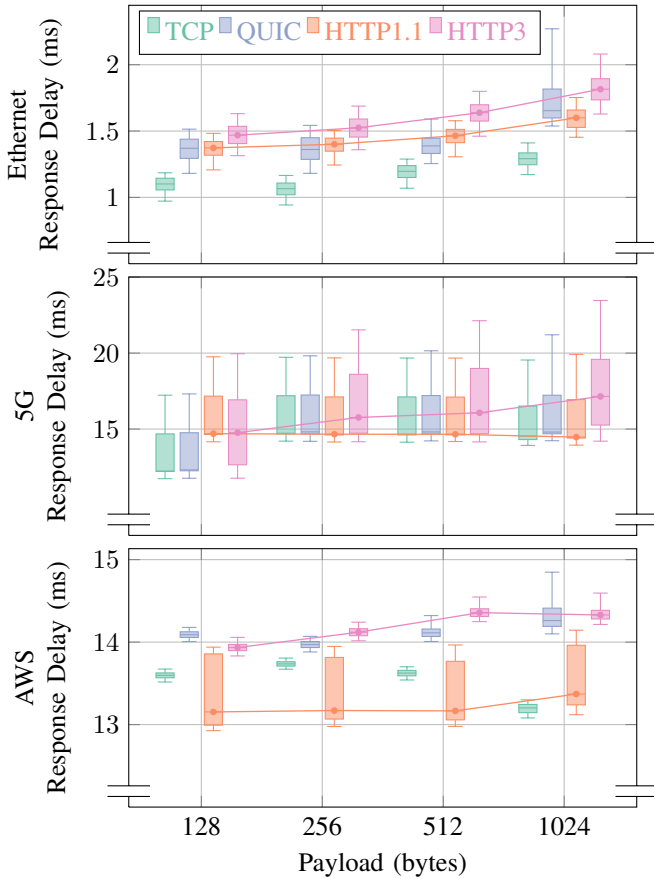 TCP QUIC HTTP1.1 HTTP3
Ethernet
Response Delay (ms)
2
1.5
1
5G
Response Delay (ms)
25
20
15
AWS
Response Delay (ms)
15
14
13
128 256 512 1024
Payload (bytes)